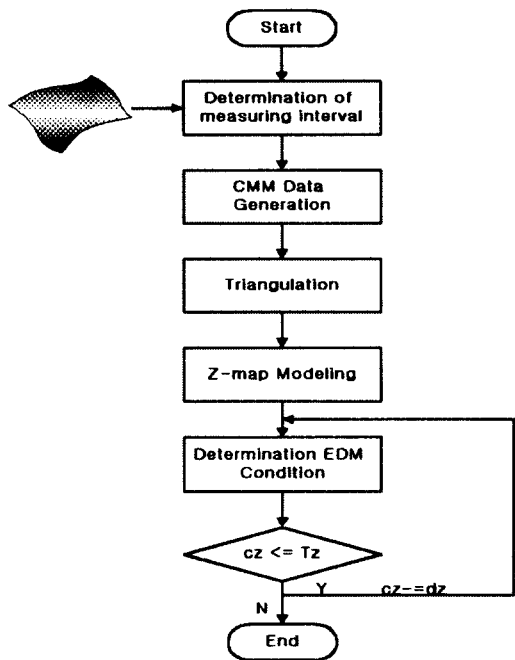 Start
Determination of
measuring interval
CMM Data
Generation
Triangulation
Z-map Modeling
Determination EDM
Condition
cz <= Tz
Y cz-=dz
N
End